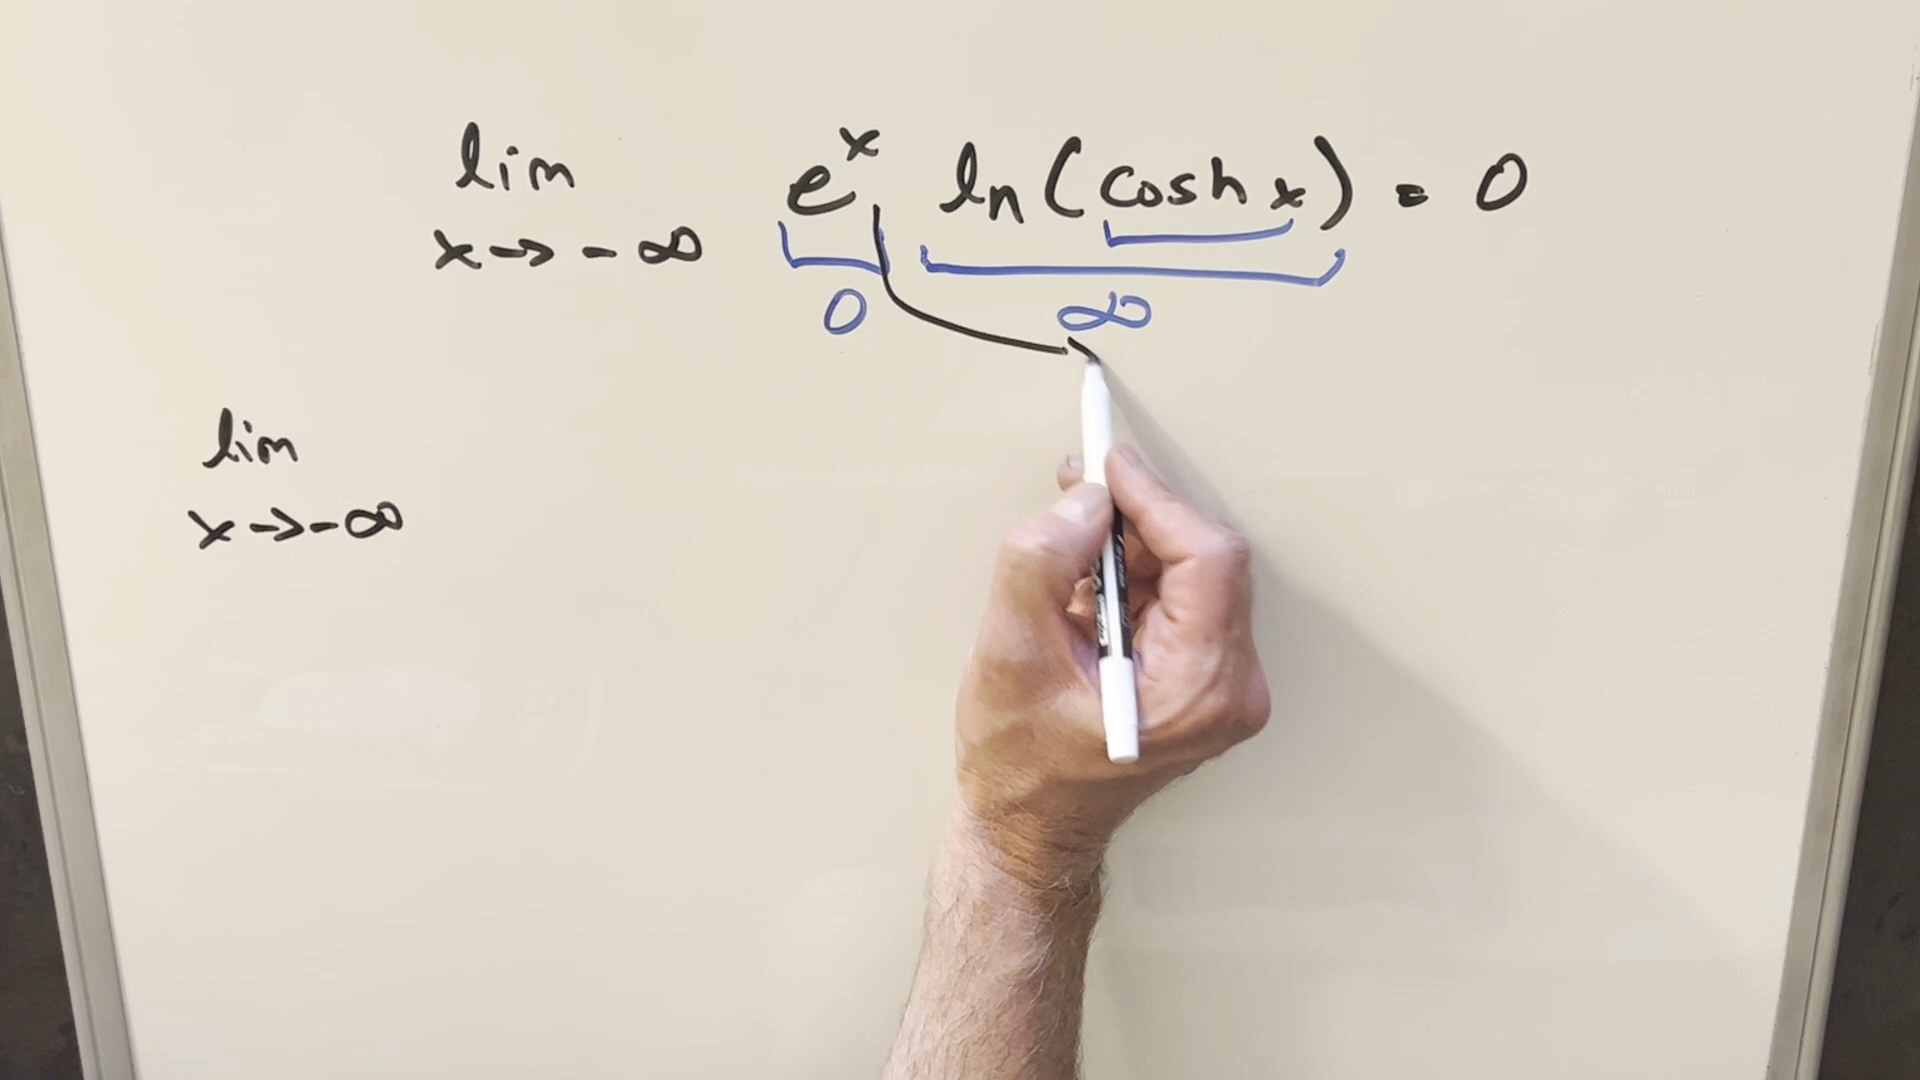 lim e^x ln(cosh x) = 0
x→-∞
0 ∞
lim
x→-∞